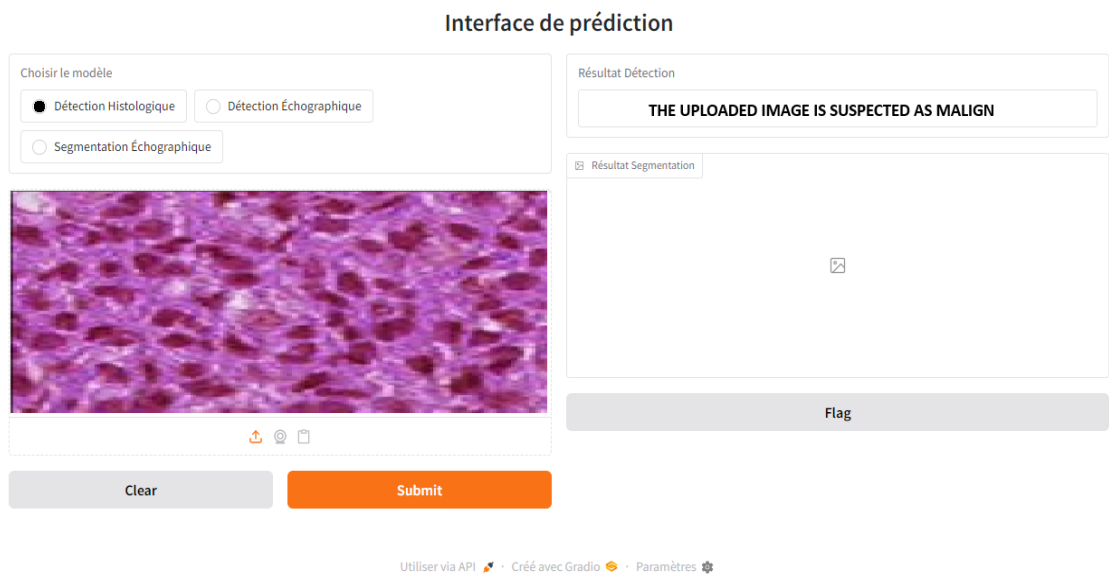 Interface de prédiction
Choisir le modèle
Détection Histologique
Détection Échographique
Segmentation Échographique
Clear
Submit
Résultat Détection
THE UPLOADED IMAGE IS SUSPECTED AS MALIGN
Résultat Segmentation
Flag
Utiliser via API · Créé avec Gradio · Paramètres